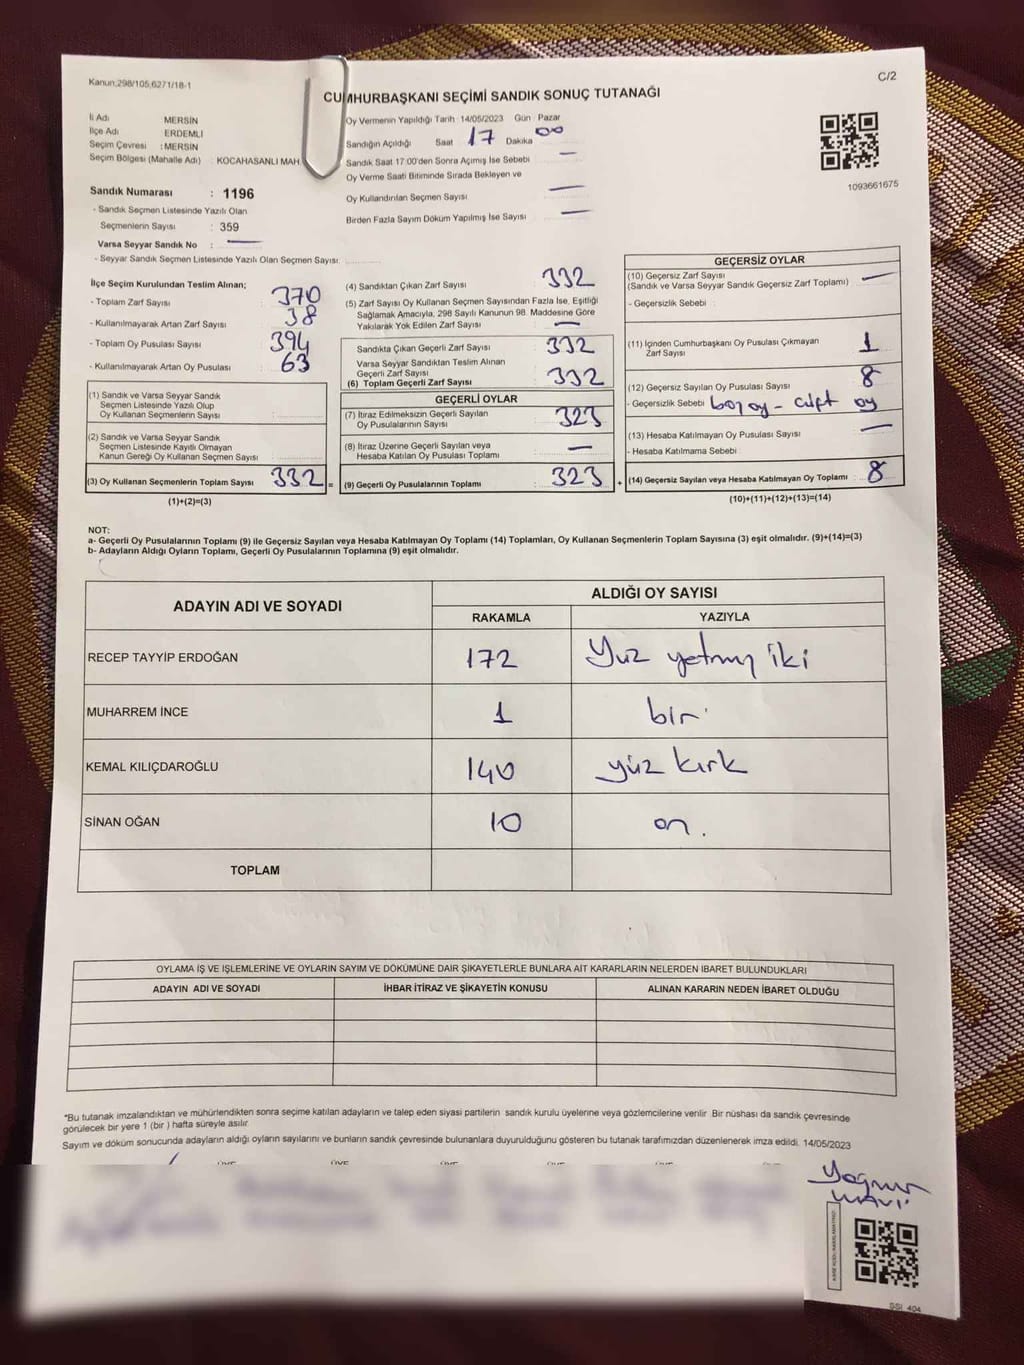 Kanun;298/105,6271/18-1
C/2
CUMHURBAŞKANI SEÇİMİ SANDIK SONUÇ TUTANAĞI
İl Adı MERSİN
İlçe Adı ERDEMLİ
Seçim Çevresi : MERSİN
Seçim Bölgesi (Mahalle Adı) : KOCAHASANLI MAH
Sandık Numarası : 1196
- Sandık Seçmen Listesinde Yazılı Olan
Seçmenlerin Sayısı : 359
Varsa Seyyar Sandık No : —
- Seyyar Sandık Seçmen Listesinde Yazılı Olan Seçmen Sayısı:
Oy Vermenin Yapıldığı Tarih : 14/05/2023 Gün : Pazar
Sandığın Açıldığı Saat 17 Dakika 00
Sandık Saat 17:00'den Sonra Açımış İse Sebebi —
Oy Verme Saati Bitiminde Sırada Bekleyen ve
Oy Kullandırılan Seçmen Sayısı —
Birden Fazla Sayım Döküm Yapılmış İse Sayısı —
1093661675
İlçe Seçim Kurulundan Teslim Alınan;
- Toplam Zarf Sayısı 370
- Kullanılmayarak Artan Zarf Sayısı 38
- Toplam Oy Pusulası Sayısı 394
- Kullanılmayarak Artan Oy Pusulası 63
(1) Sandık ve Varsa Seyyar Sandık
Seçmen Listesinde Yazılı Olup
Oy Kullanan Seçmenlerin Sayısı :
(2) Sandık ve Varsa Seyyar Sandık
Seçmen Listesinde Kayıtlı Olmayan
Kanun Gereği Oy Kullanan Seçmen Sayısı :
(3) Oy Kullanan Seçmenlerin Toplam Sayısı : 332 =
(1)+(2)=(3)
(4) Sandıktan Çıkan Zarf Sayısı 332
(5) Zarf Sayısı Oy Kullanan Seçmen Sayısından Fazla İse, Eşitliği
Sağlamak Amacıyla, 298 Sayılı Kanunun 98. Maddesine Göre
Yakılarak Yok Edilen Zarf Sayısı : —
Sandıkta Çıkan Geçerli Zarf Sayısı 332
Varsa Seyyar Sandıktan Teslim Alınan
Geçerli Zarf Sayısı
(6) Toplam Geçerli Zarf Sayısı 332
GEÇERLİ OYLAR
(7) İtiraz Edilmeksizin Geçerli Sayılan
Oy Pusulalarının Sayısı : 323
(8) İtiraz Üzerine Geçerli Sayılan veya
Hesaba Katılan Oy Pusulası Toplamı : —
(9) Geçerli Oy Pusulalarının Toplamı : 323 +
GEÇERSİZ OYLAR
(10) Geçersiz Zarf Sayısı
(Sandık ve Varsa Seyyar Sandık Geçersiz Zarf Toplamı) : —
- Geçersizlik Sebebi :
(11) İçinden Cumhurbaşkanı Oy Pusulası Çıkmayan
Zarf Sayısı 1
(12) Geçersiz Sayılan Oy Pusulası Sayısı 8
- Geçersizlik Sebebi boş oy - çift oy
(13) Hesaba Katılmayan Oy Pusulası Sayısı —
- Hesaba Katılmama Sebebi
(14) Geçersiz Sayılan veya Hesaba Katılmayan Oy Toplamı : 8
(10)+(11)+(12)+(13)=(14)
NOT:
a- Geçerli Oy Pusulalarının Toplamı (9) ile Geçersiz Sayılan veya Hesaba Katılmayan Oy Toplamı (14) Toplamları, Oy Kullanan Seçmenlerin Toplam Sayısına (3) eşit olmalıdır. (9)+(14)=(3)
b- Adayların Aldığı Oyların Toplamı, Geçerli Oy Pusulalarının Toplamına (9) eşit olmalıdır.
ADAYIN ADI VE SOYADI ALDIĞI OY SAYISI
RAKAMLA YAZIYLA
RECEP TAYYİP ERDOĞAN 172 Yüz yetmiş iki
MUHARREM İNCE 1 bir
KEMAL KILIÇDAROĞLU 140 yüz kırk
SİNAN OĞAN 10 on.
TOPLAM
OYLAMA İŞ VE İŞLEMLERİNE VE OYLARIN SAYIM VE DÖKÜMÜNE DAİR ŞİKAYETLERLE BUNLARA AİT KARARLARIN NELERDEN İBARET BULUNDUKLARI
ADAYIN ADI VE SOYADI İHBAR İTİRAZ VE ŞİKAYETİN KONUSU ALINAN KARARIN NEDEN İBARET OLDUĞU
*Bu tutanak imzalandıktan ve mühürlendikten sonra seçime katılan adayların ve talep eden siyasi partilerin sandık kurulu üyelerine veya gözlemcilerine verilir. Bir nüshası da sandık çevresinde
görülecek bir yere 1 (bir ) hafta süreyle asılır.
Sayım ve döküm sonucunda adayların aldığı oyların sayılarını ve bunların sandık çevresinde bulunanlara duyurulduğunu gösteren bu tutanak tarafımızdan düzenlenerek imza edildi. 14/05/2023
ÜYE ÜYE ÜYE ÜYE ÜYE ÜYE
SSI 404